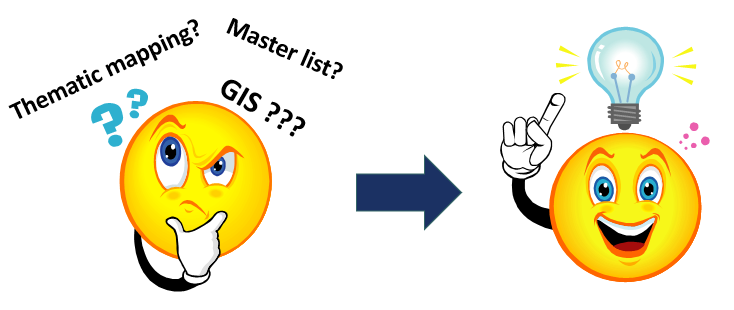 Thematic mapping?
Master list?
GIS ???
? ?